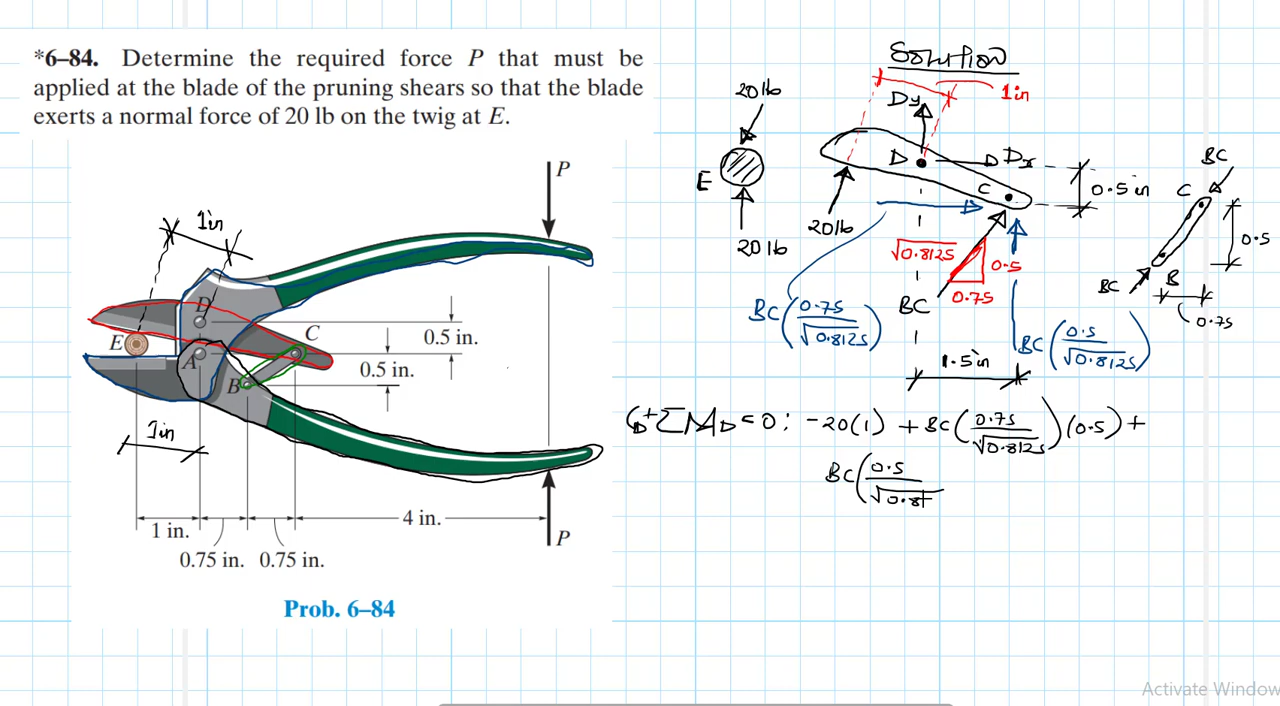 *6–84. Determine the required force P that must be
applied at the blade of the pruning shears so that the blade
exerts a normal force of 20 lb on the twig at E.
P
1in
D
E
A
C
B
0.5 in.
0.5 in.
1in
1 in.
0.75 in. 0.75 in.
4 in.
P
Prob. 6–84
Solution
20lb
E
20lb
Dy
1in
D
Dx
C
0.5 in
20lb
√0.8125
0.5
0.75
BC
BC(0.75/√0.8125)
BC(0.5/√0.8125)
1.5in
BC
C
0.5
BC
B
0.75
↺+ΣM_D=0: -20(1) + BC(0.75/√0.8125)(0.5) +
BC(0.5/√0.81
Activate Window